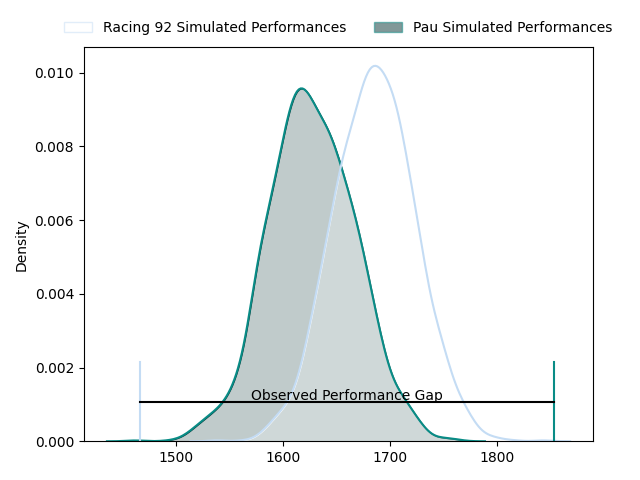 Racing 92 Simulated Performances Pau Simulated Performances
0.010
0.008
0.006
0.004
0.002
0.000
Density
Observed Performance Gap
1500 1600 1700 1800